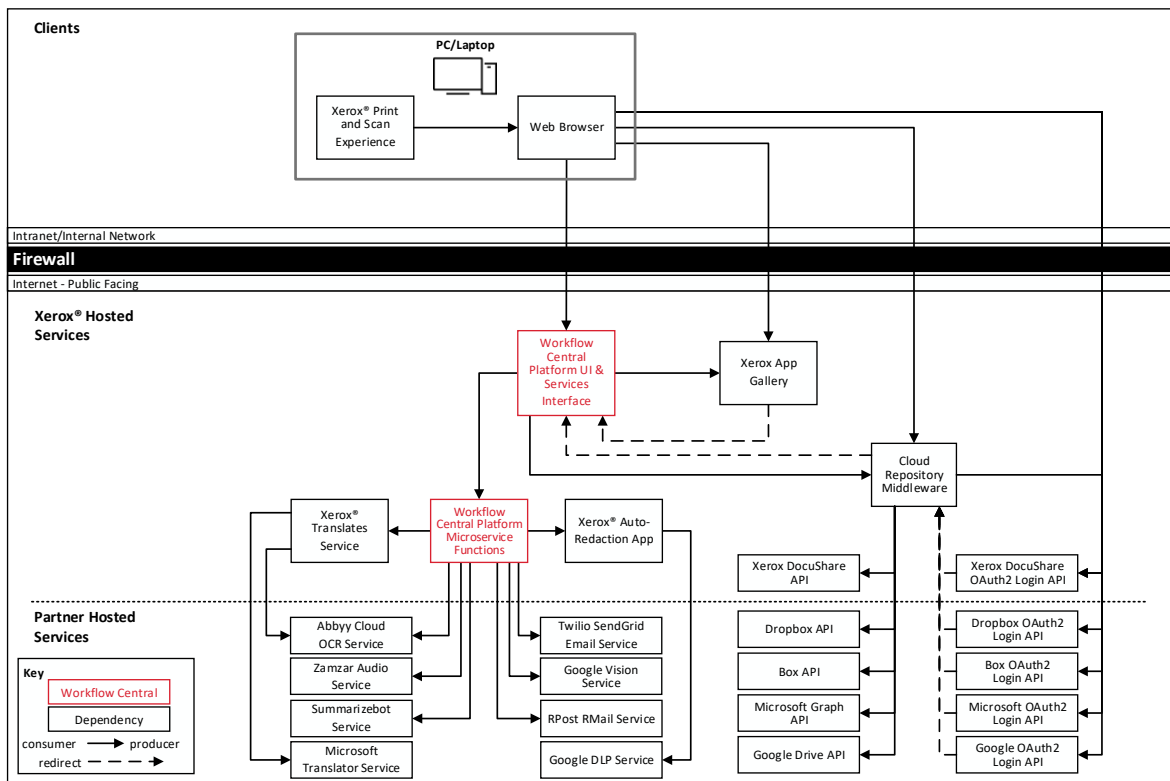 Clients
PC/Laptop
Xerox® Print
and Scan
Experience
Web Browser
Intranet/Internal Network
Firewall
Internet - Public Facing
Xerox® Hosted
Services
Workflow
Central
Platform UI &
Services
Interface
Xerox App
Gallery
Cloud
Repository
Middleware
Xerox®
Translates
Service
Workflow
Central Platform
Microservice
Functions
Xerox® Auto-
Redaction App
Xerox DocuShare
API
Xerox DocuShare
OAuth2 Login API
Partner Hosted
Services
Abbyy Cloud
OCR Service
Twilio SendGrid
Email Service
Dropbox API
Dropbox OAuth2
Login API
Zamzar Audio
Service
Google Vision
Service
Box API
Box OAuth2
Login API
Summarizebot
Service
RPost RMail Service
Microsoft Graph
API
Microsoft OAuth2
Login API
Microsoft
Translator Service
Google DLP Service
Google Drive API
Google OAuth2
Login API
Key
Workflow Central
Dependency
consumer producer
redirect